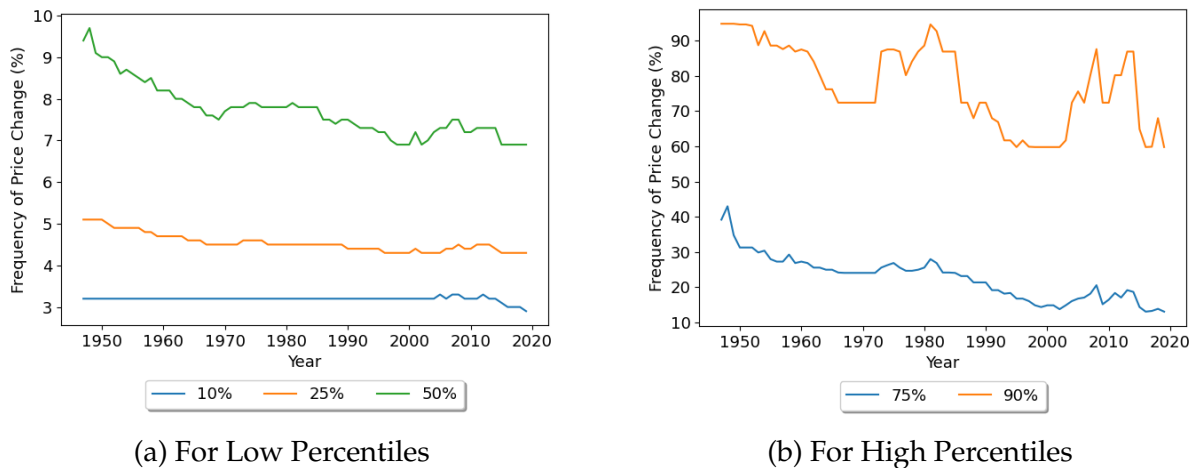 10
9
8
7
6
5
4
3
Frequency of Price Change (%)
1950 1960 1970 1980 1990 2000 2010 2020
Year
10% 25% 50%
(a) For Low Percentiles
90
80
70
60
50
40
30
20
10
Frequency of Price Change (%)
1950 1960 1970 1980 1990 2000 2010 2020
Year
75% 90%
(b) For High Percentiles